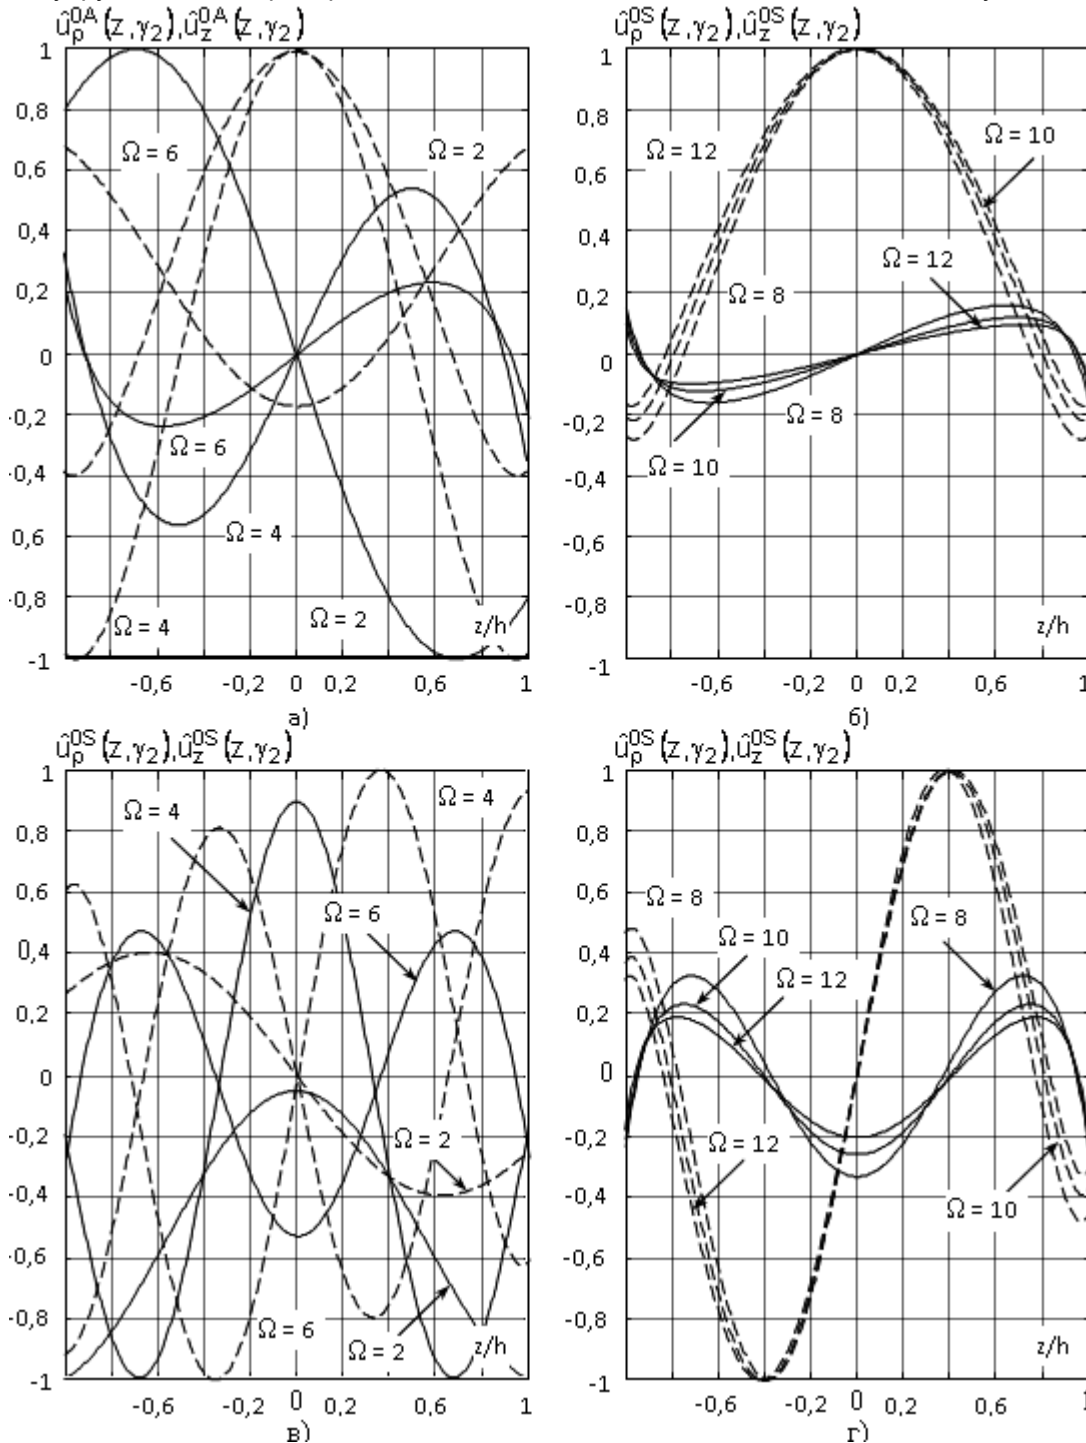 û_ρ^0A(z,γ₂),û_z^0A(z,γ₂)
1
0,8
0,6
0,4
0,2
0
-0,2
-0,4
-0,6
-0,8
-1
Ω = 6
Ω = 2
Ω = 6
Ω = 4
Ω = 4
Ω = 2
z/h
-0,6
-0,2
0
0,2
0,6
1
а)
û_ρ^0S(z,γ₂),û_z^0S(z,γ₂)
1
0,8
0,6
0,4
0,2
0
-0,2
-0,4
-0,6
-0,8
-1
Ω = 12
Ω = 10
Ω = 12
Ω = 8
Ω = 8
Ω = 10
z/h
-0,6
-0,2
0
0,2
0,6
1
б)
û_ρ^0S(z,γ₂),û_z^0S(z,γ₂)
1
0,8
0,6
0,4
0,2
0
-0,2
-0,4
-0,6
-0,8
-1
Ω = 4
Ω = 4
Ω = 6
Ω = 2
Ω = 6
Ω = 2
z/h
-0,6
-0,2
0
0,2
0,6
1
в)
û_ρ^0S(z,γ₂),û_z^0S(z,γ₂)
1
0,8
0,6
0,4
0,2
0
-0,2
-0,4
-0,6
-0,8
-1
Ω = 8
Ω = 8
Ω = 10
Ω = 12
Ω = 12
Ω = 10
z/h
-0,6
-0,2
0
0,2
0,6
1
г)